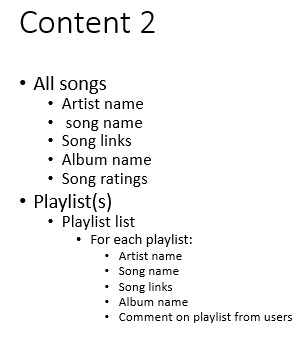 Content 2
• All songs
• Artist name
• song name
• Song links
• Album name
• Song ratings
• Playlist(s)
• Playlist list
• For each playlist:
• Artist name
• Song name
• Song links
• Album name
• Comment on playlist from users